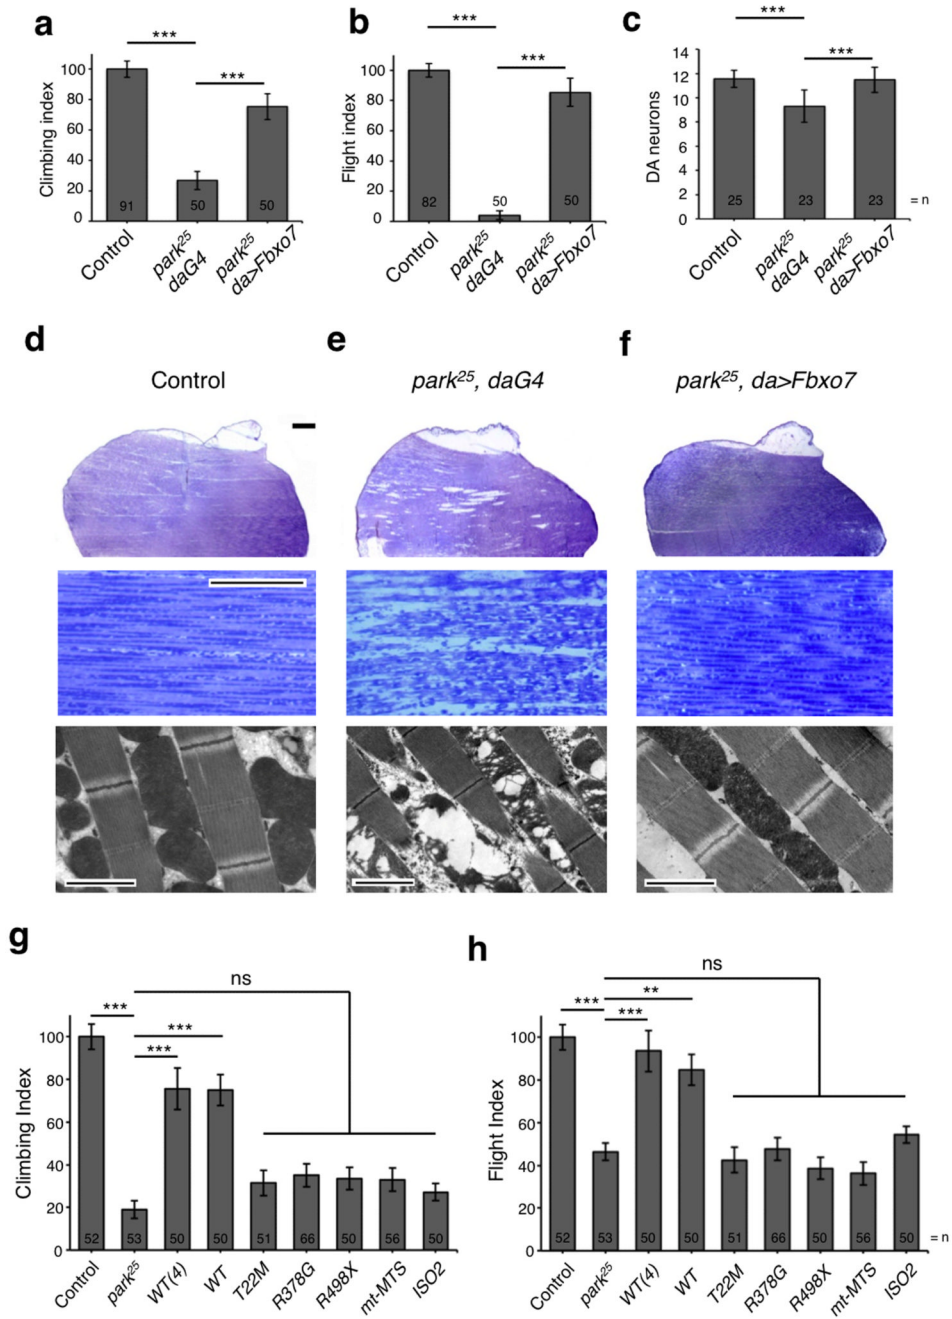 a
***
***
Climbing index
100
80
60
40
20
0
91
50
50
Control
park25
daG4
park25
da>Fbxo7
b
***
***
Flight index
100
80
60
40
20
0
82
50
50
Control
park25
daG4
park25
da>Fbxo7
c
***
***
DA neurons
14
12
10
8
6
4
2
0
25
23
23
= n
Control
park25
daG4
park25
da>Fbxo7
d
Control
e
park25, daG4
f
park25, da>Fbxo7
g
ns
***
***
***
Climbing Index
100
80
60
40
20
0
52
53
50
50
51
66
50
56
50
Control
park25
WT(4)
WT
T22M
R378G
R498X
mt-MTS
ISO2
h
ns
**
***
***
Flight Index
100
80
60
40
20
0
52
53
50
50
51
66
50
56
50
= n
Control
park25
WT(4)
WT
T22M
R378G
R498X
mt-MTS
ISO2